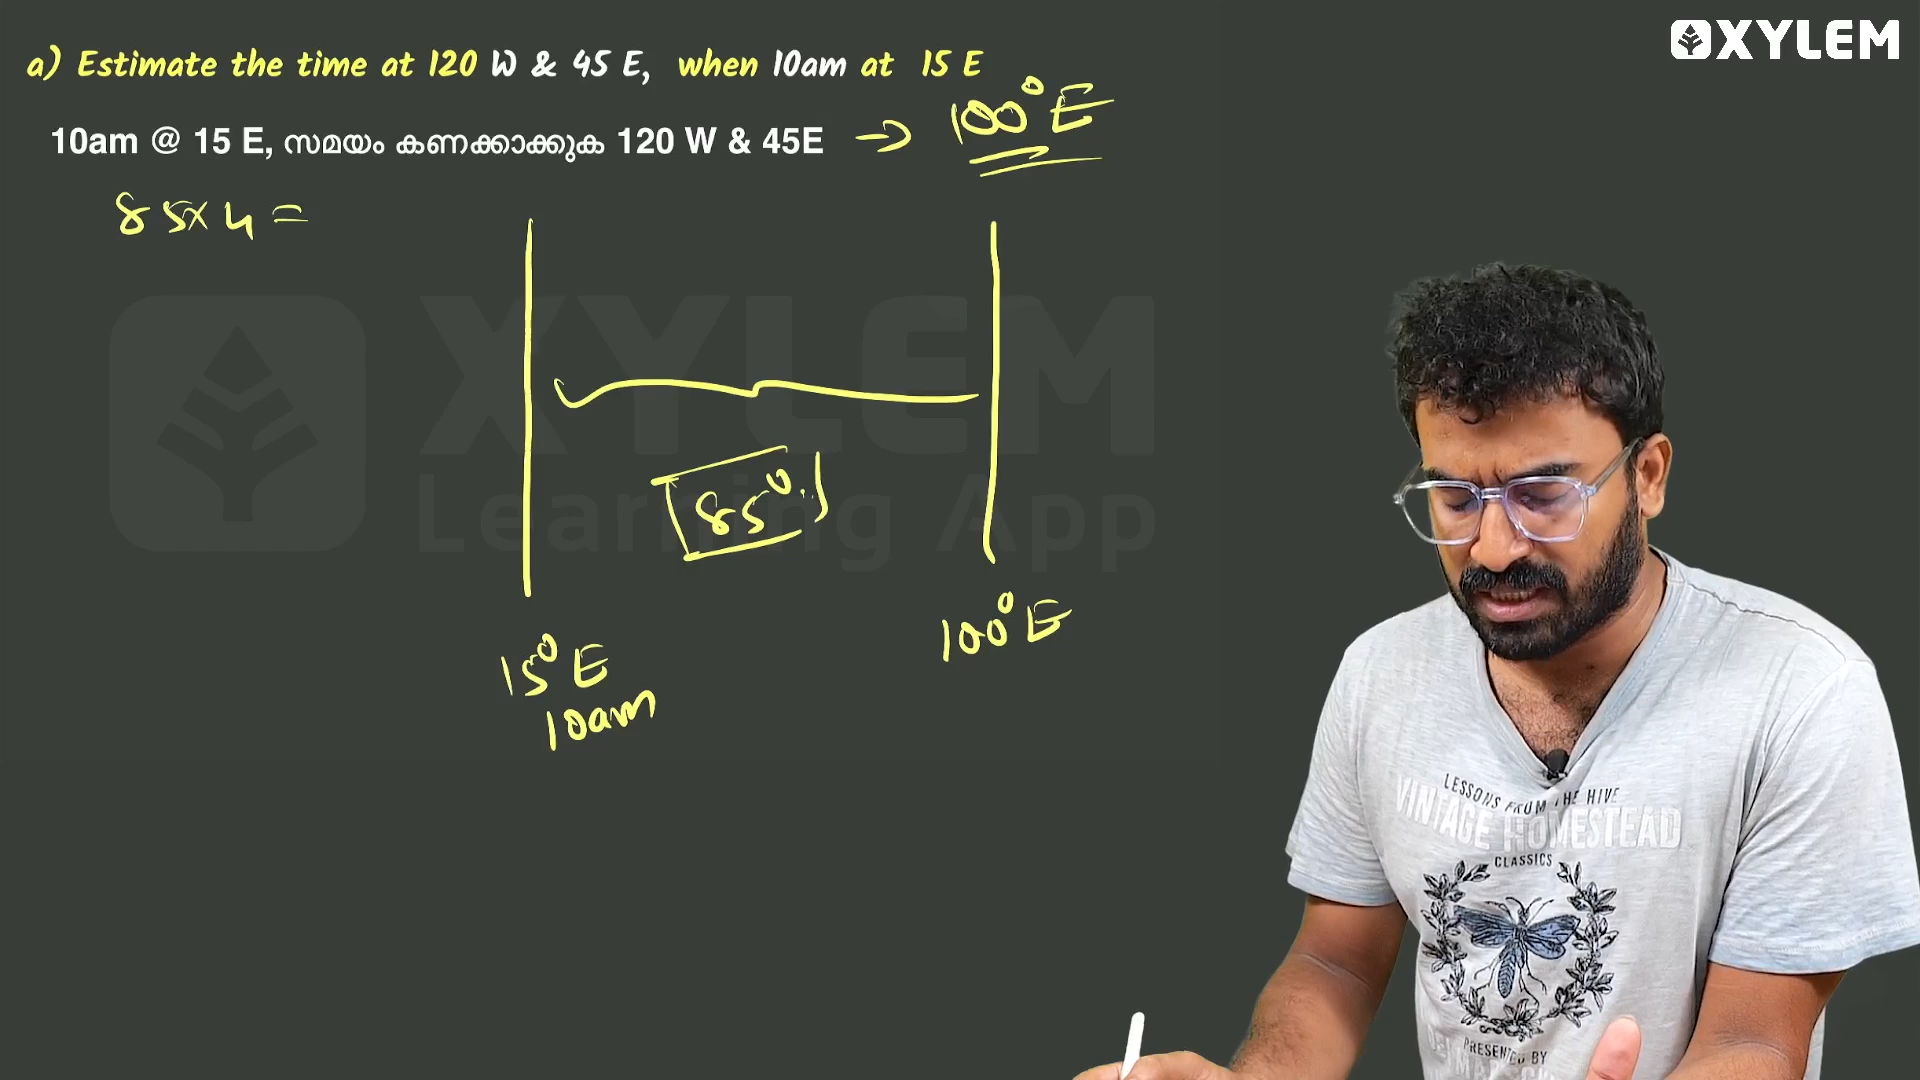 XYLEM
a) Estimate the time at 120 W & 45 E, when 10am at 15 E
10am @ 15 E, സമയം കണക്കാക്കുക 120 W & 45E → 100° E
85 x 4 =
XYLEM
Learning App
85°
15° E
10am
100° E
LESSONS FROM THE HIVE
VINTAGE HOMESTEAD
CLASSICS
PRESENTED BY